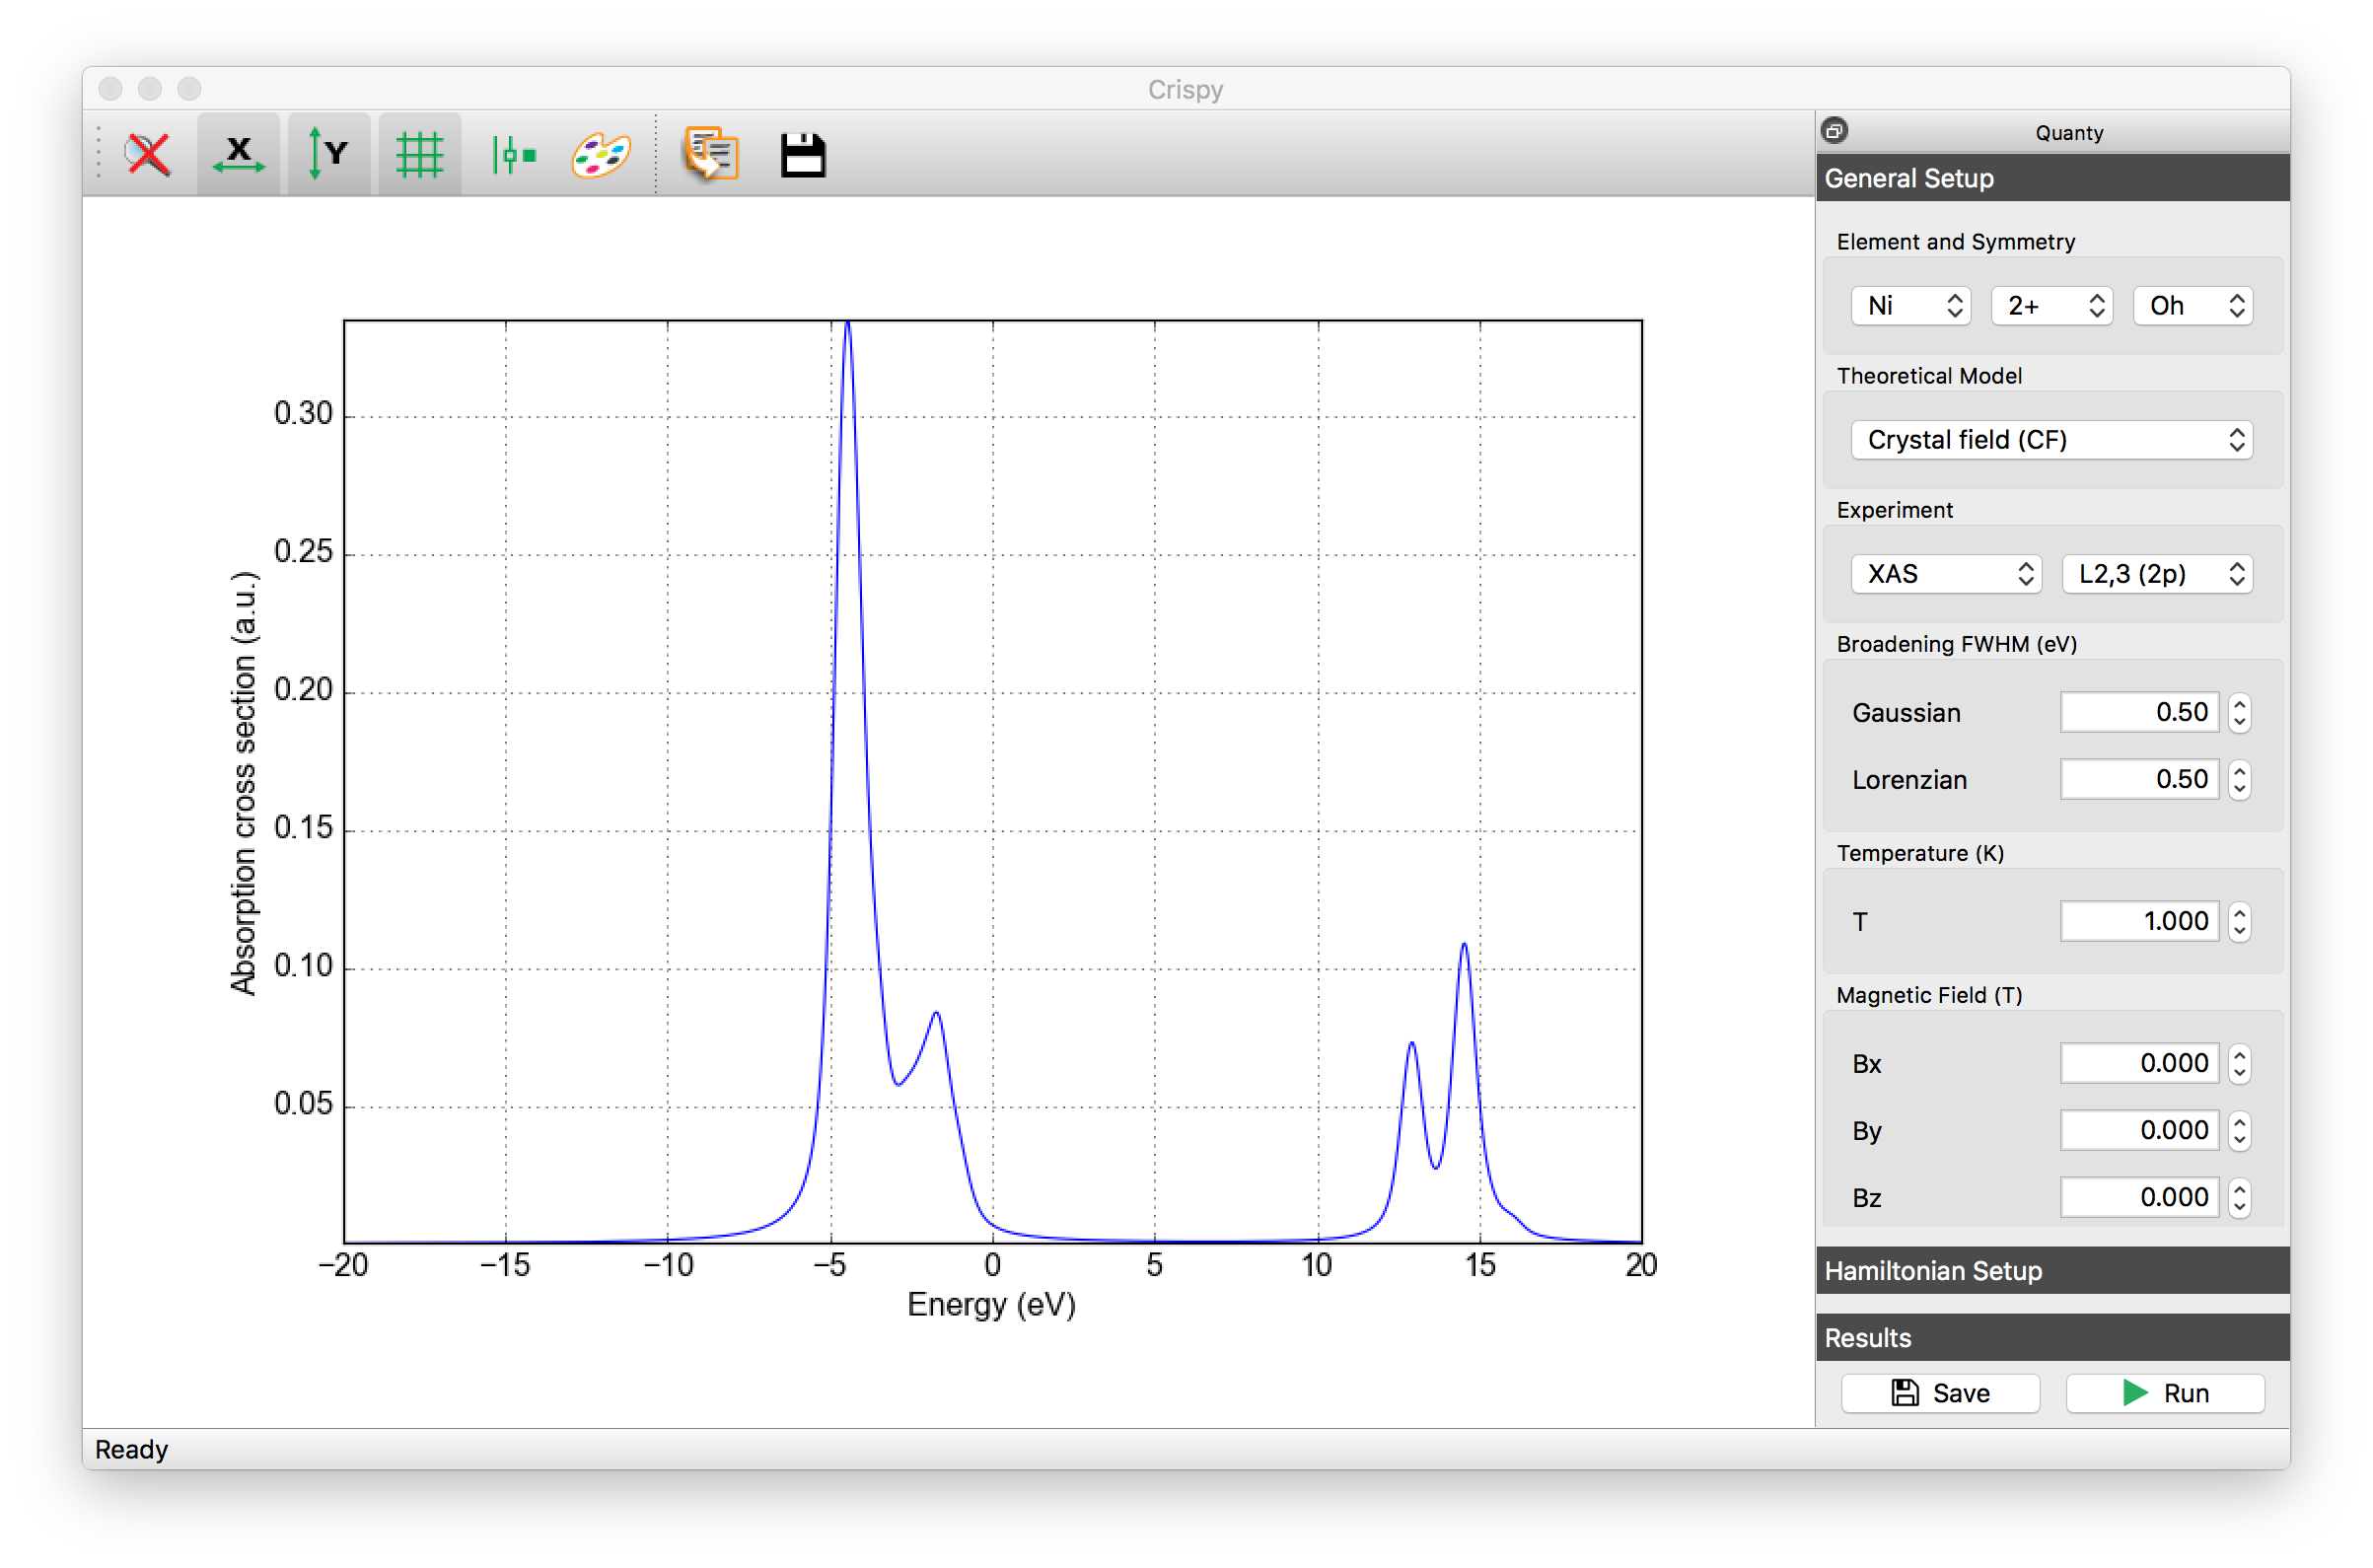 Crispy
X
Y
Quanty
General Setup
Element and Symmetry
Ni 2+ Oh
Theoretical Model
Crystal field (CF)
Experiment
XAS L2,3 (2p)
Broadening FWHM (eV)
Gaussian 0.50
Lorenzian 0.50
Temperature (K)
T 1.000
Magnetic Field (T)
Bx 0.000
By 0.000
Bz 0.000
Hamiltonian Setup
Results
Save Run
Absorption cross section (a.u.)
0.30
0.25
0.20
0.15
0.10
0.05
−20 −15 −10 −5 0 5 10 15 20
Energy (eV)
Ready